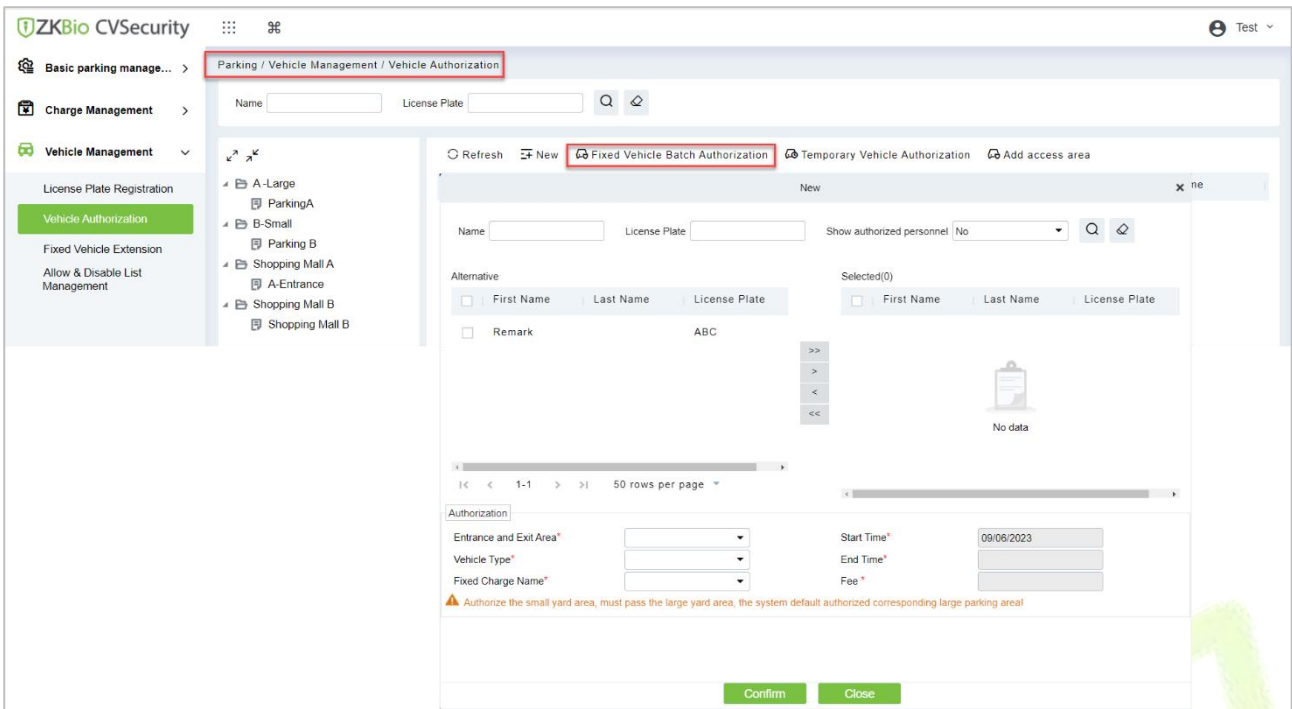 ZKBio CVSecurity
Test
Basic parking manage...
Charge Management
Vehicle Management
License Plate Registration
Vehicle Authorization
Fixed Vehicle Extension
Allow & Disable List
Management
Parking / Vehicle Management / Vehicle Authorization
Name License Plate
A-Large
ParkingA
B-Small
Parking B
Shopping Mall A
A-Entrance
Shopping Mall B
Shopping Mall B
Refresh New Fixed Vehicle Batch Authorization Temporary Vehicle Authorization Add access area
New × me
Name License Plate Show authorized personnel No
Alternative
First Name Last Name License Plate
Remark ABC
>>
>
<
<<
Selected(0)
First Name Last Name License Plate
No data
|< < 1-1 > >| 50 rows per page
Authorization
Entrance and Exit Area* Start Time* 09/06/2023
Vehicle Type* End Time*
Fixed Charge Name* Fee *
Authorize the small yard area, must pass the large yard area, the system default authorized corresponding large parking area!
Confirm Close